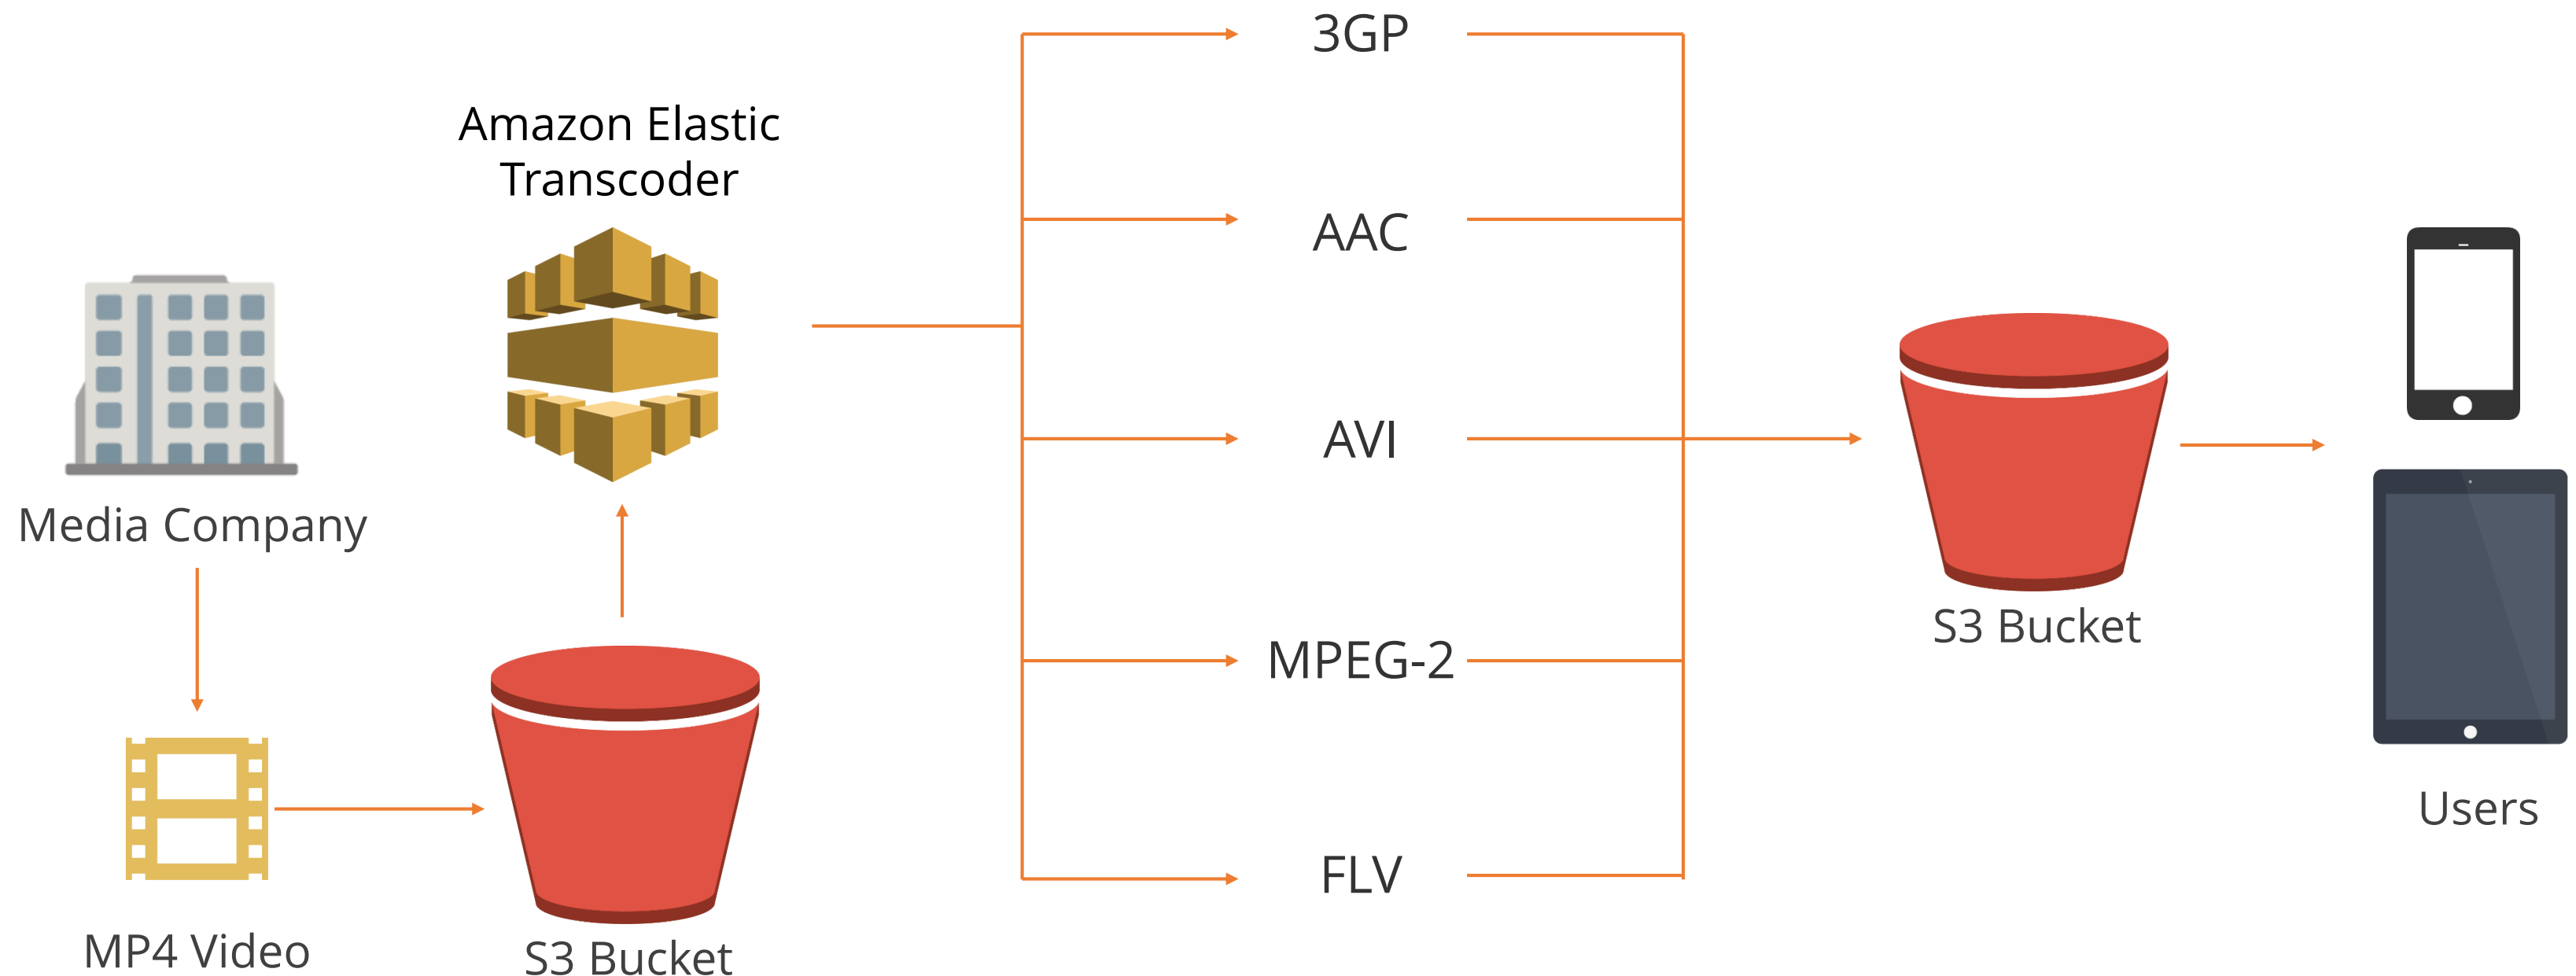 Media Company
MP4 Video
S3 Bucket
Amazon Elastic
Transcoder
3GP
AAC
AVI
MPEG-2
FLV
S3 Bucket
Users